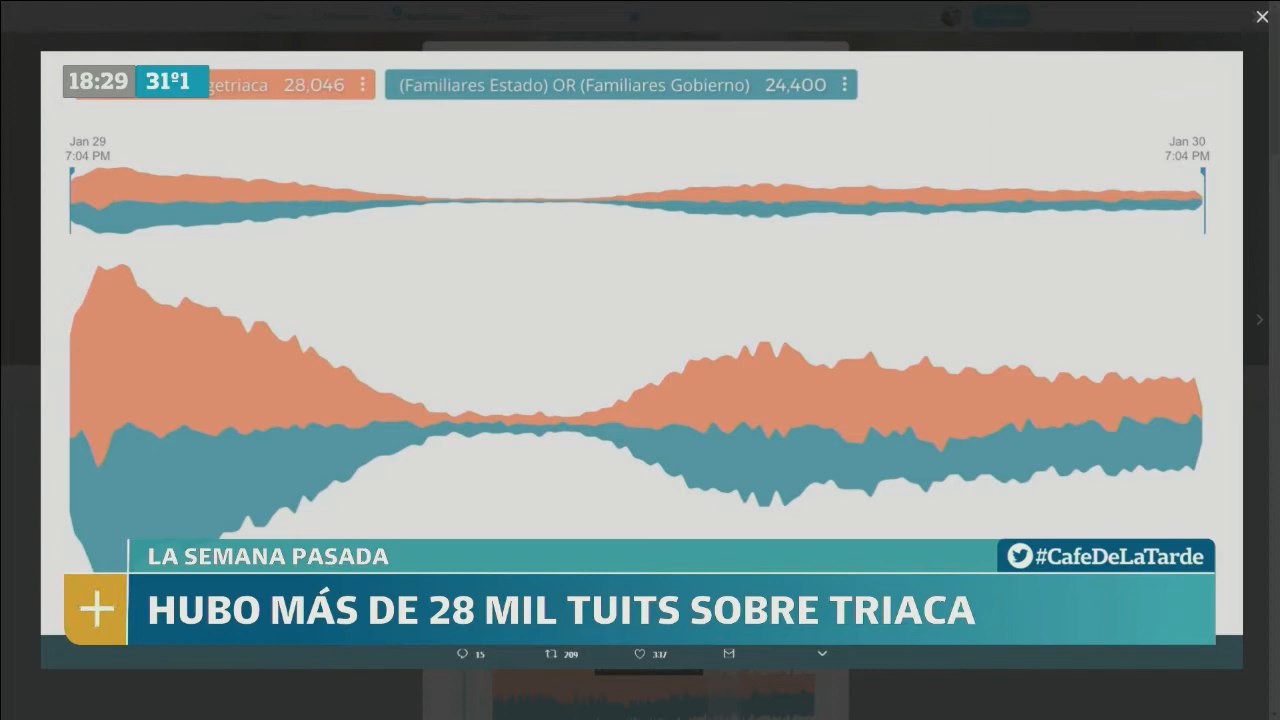 18:29 31º1
getriaca 28,046
(Familiares Estado) OR (Familiares Gobierno) 24,400
Jan 29
7:04 PM
Jan 30
7:04 PM
LA SEMANA PASADA
#CafeDeLaTarde
HUBO MÁS DE 28 MIL TUITS SOBRE TRIACA
15 209 337